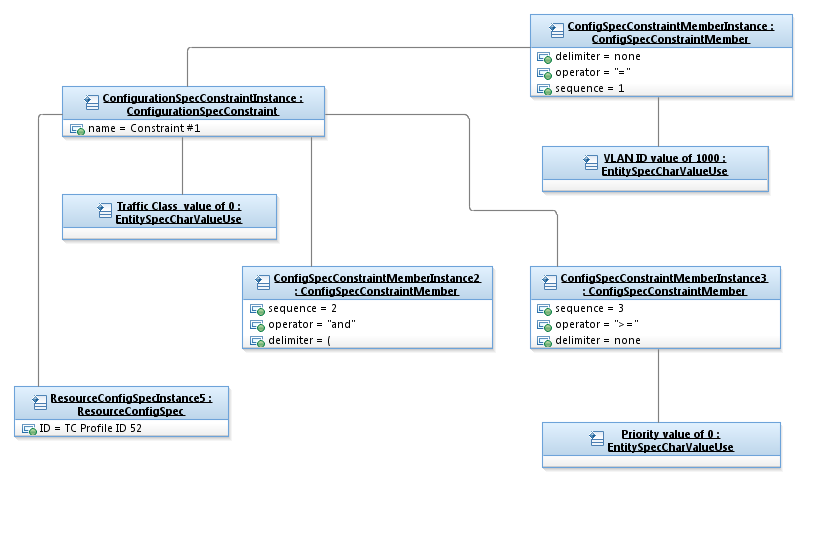 ConfigSpecConstraintMemberInstance :
ConfigSpecConstraintMember
delimiter = none
operator = "="
sequence = 1
ConfigurationSpecConstraintInstance :
ConfigurationSpecConstraint
name = Constraint #1
VLAN ID value of 1000 :
EntitySpecCharValueUse
Traffic Class  value of 0 :
EntitySpecCharValueUse
ConfigSpecConstraintMemberInstance2
: ConfigSpecConstraintMember
sequence = 2
operator = "and"
delimiter = (
ConfigSpecConstraintMemberInstance3
: ConfigSpecConstraintMember
sequence = 3
operator = ">="
delimiter = none
ResourceConfigSpecInstance5 :
ResourceConfigSpec
ID = TC Profile ID 52
Priority value of 0 :
EntitySpecCharValueUse